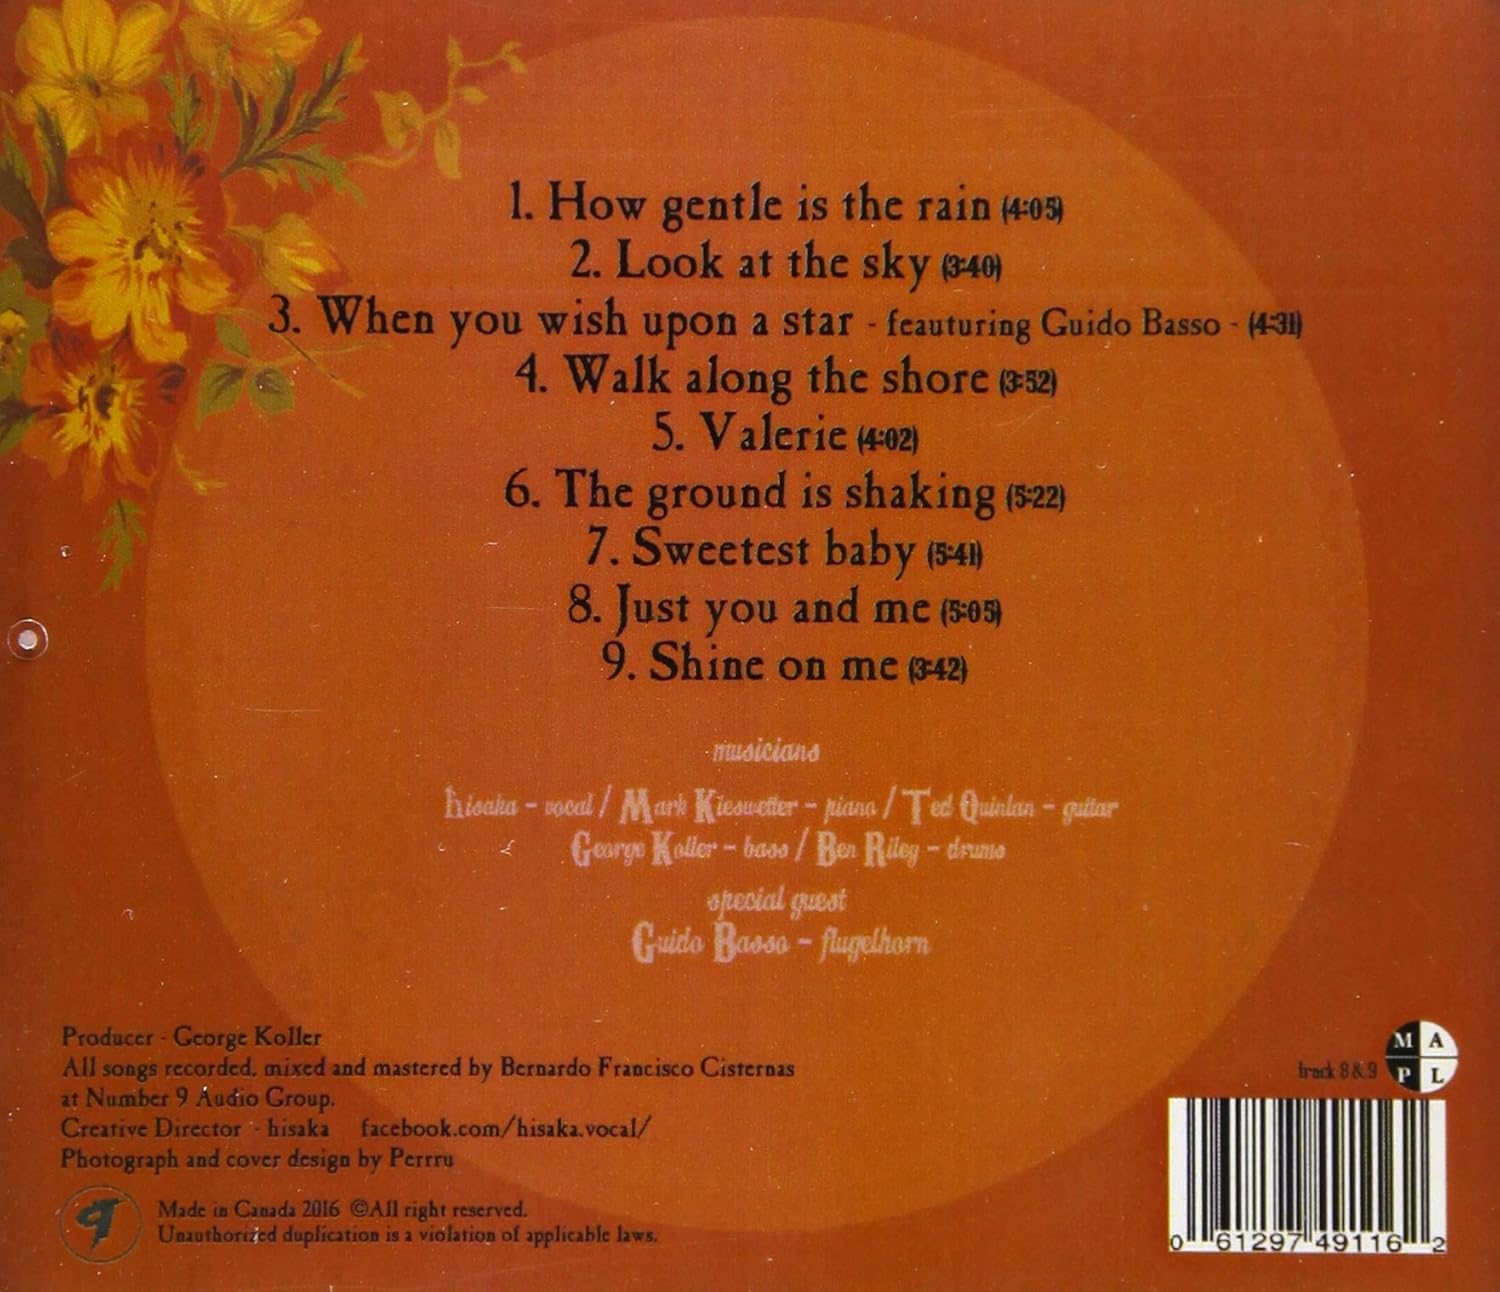 1. How gentle is the rain (4:05)
2. Look at the sky (3:40)
3. When you wish upon a star - feauturing Guido Basso - (4:31)
4. Walk along the shore (3:52)
5. Valerie (4:02)
6. The ground is shaking (5:22)
7. Sweetest baby (5:41)
8. Just you and me (5:05)
9. Shine on me (3:42)
musicians
hisaka - vocal / Mark Kieswetter - piano / Ted Quinlan - guitar
George Koller - bass / Ben Riley - drums
special guest
Guido Basso - flugelhorn
Producer - George Koller
All songs recorded, mixed and mastered by Bernardo Francisco Cisternas
at Number 9 Audio Group.
Creative Director - hisaka facebook.com/hisaka.vocal/
Photograph and cover design by Perrru
Made in Canada 2016 ©All right reserved.
Unauthorized duplication is a violation of applicable laws.
9
track 8 & 9
M A
P L
0 61297 49116 2